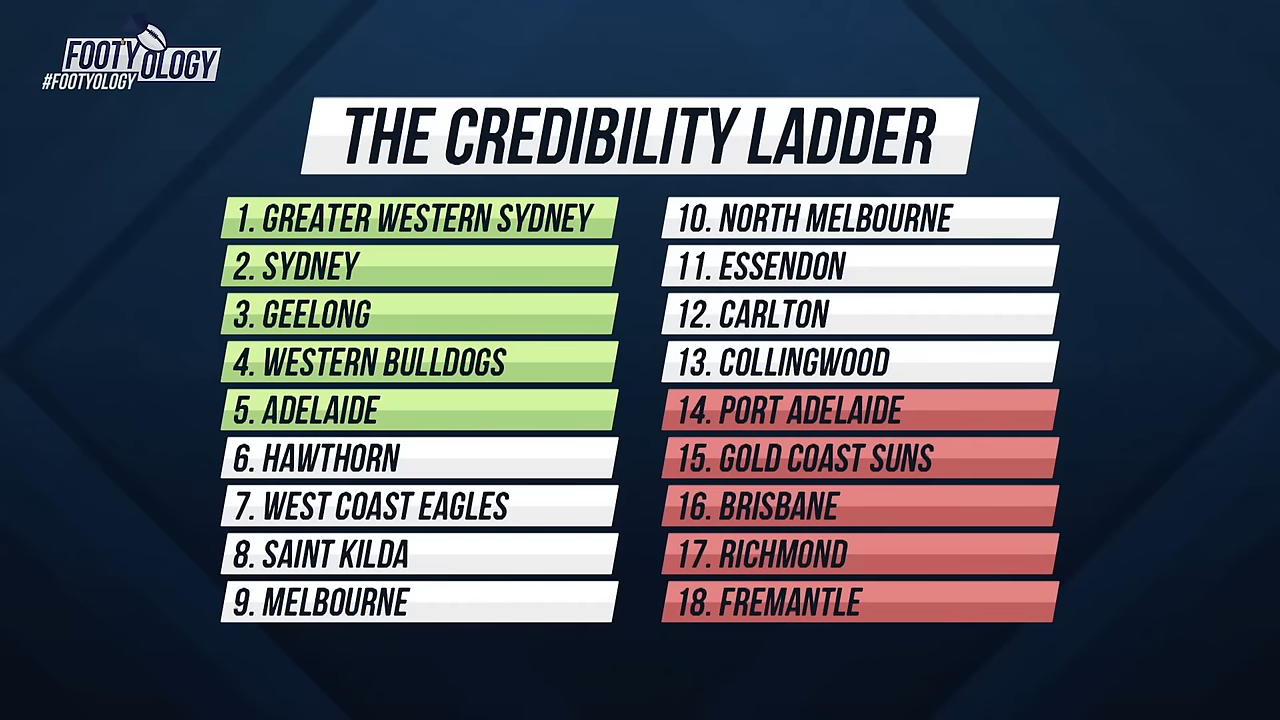 FOOTYOLOGY
#FOOTYOLOGY
THE CREDIBILITY LADDER
1. GREATER WESTERN SYDNEY
2. SYDNEY
3. GEELONG
4. WESTERN BULLDOGS
5. ADELAIDE
6. HAWTHORN
7. WEST COAST EAGLES
8. SAINT KILDA
9. MELBOURNE
10. NORTH MELBOURNE
11. ESSENDON
12. CARLTON
13. COLLINGWOOD
14. PORT ADELAIDE
15. GOLD COAST SUNS
16. BRISBANE
17. RICHMOND
18. FREMANTLE